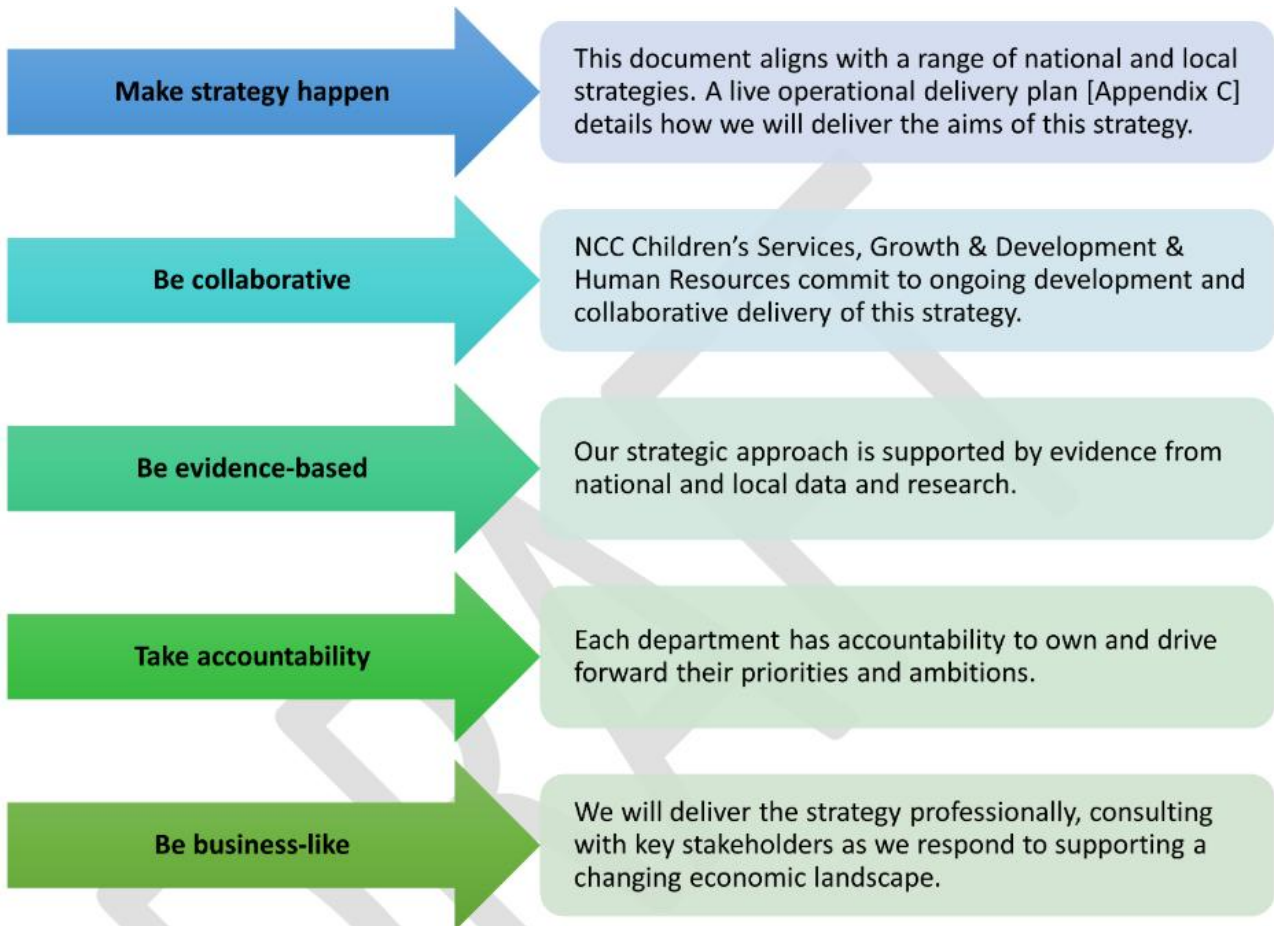 Make strategy happen
This document aligns with a range of national and local
strategies. A live operational delivery plan [Appendix C]
details how we will deliver the aims of this strategy.
Be collaborative
NCC Children's Services, Growth & Development &
Human Resources commit to ongoing development and
collaborative delivery of this strategy.
Be evidence-based
Our strategic approach is supported by evidence from
national and local data and research.
Take accountability
Each department has accountability to own and drive
forward their priorities and ambitions.
Be business-like
We will deliver the strategy professionally, consulting
with key stakeholders as we respond to supporting a
changing economic landscape.
DRAFT